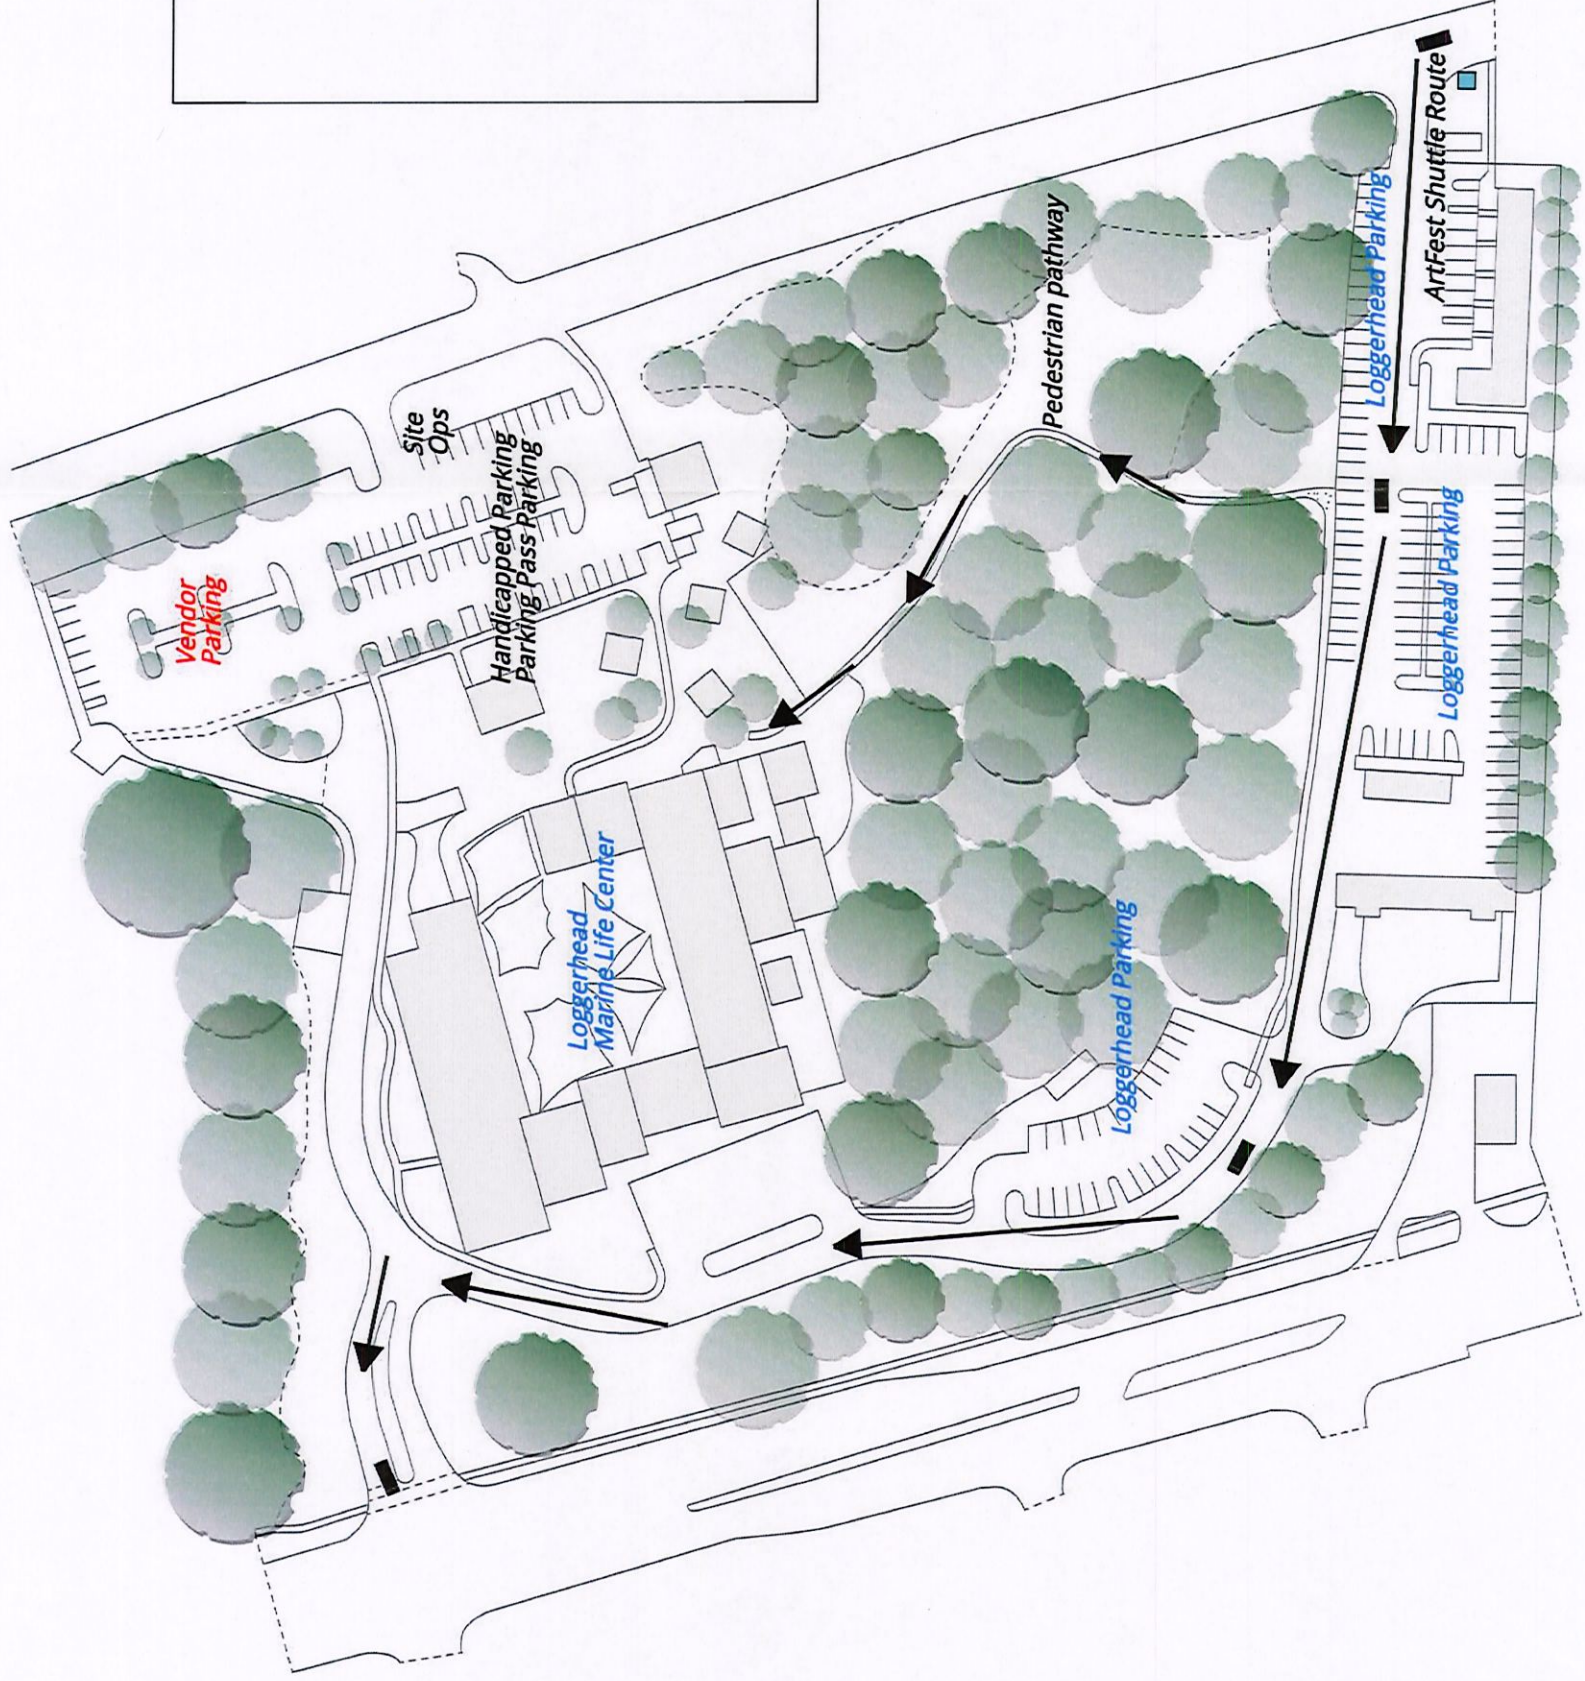 Vendor
Parking
Site
Ops
Handicapped Parking
Parking Pass Parking
Loggerhead
Marine Life Center
Pedestrian pathway
Loggerhead Parking
Loggerhead Parking
ArtFest Shuttle Route
Loggerhead Parking